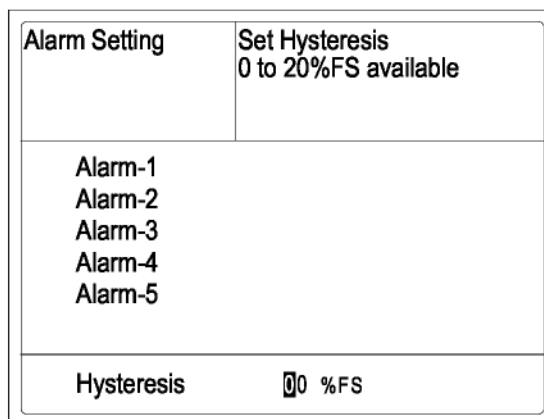 Alarm Setting
Set Hysteresis
0 to 20%FS available
Alarm-1
Alarm-2
Alarm-3
Alarm-4
Alarm-5
Hysteresis 00 %FS